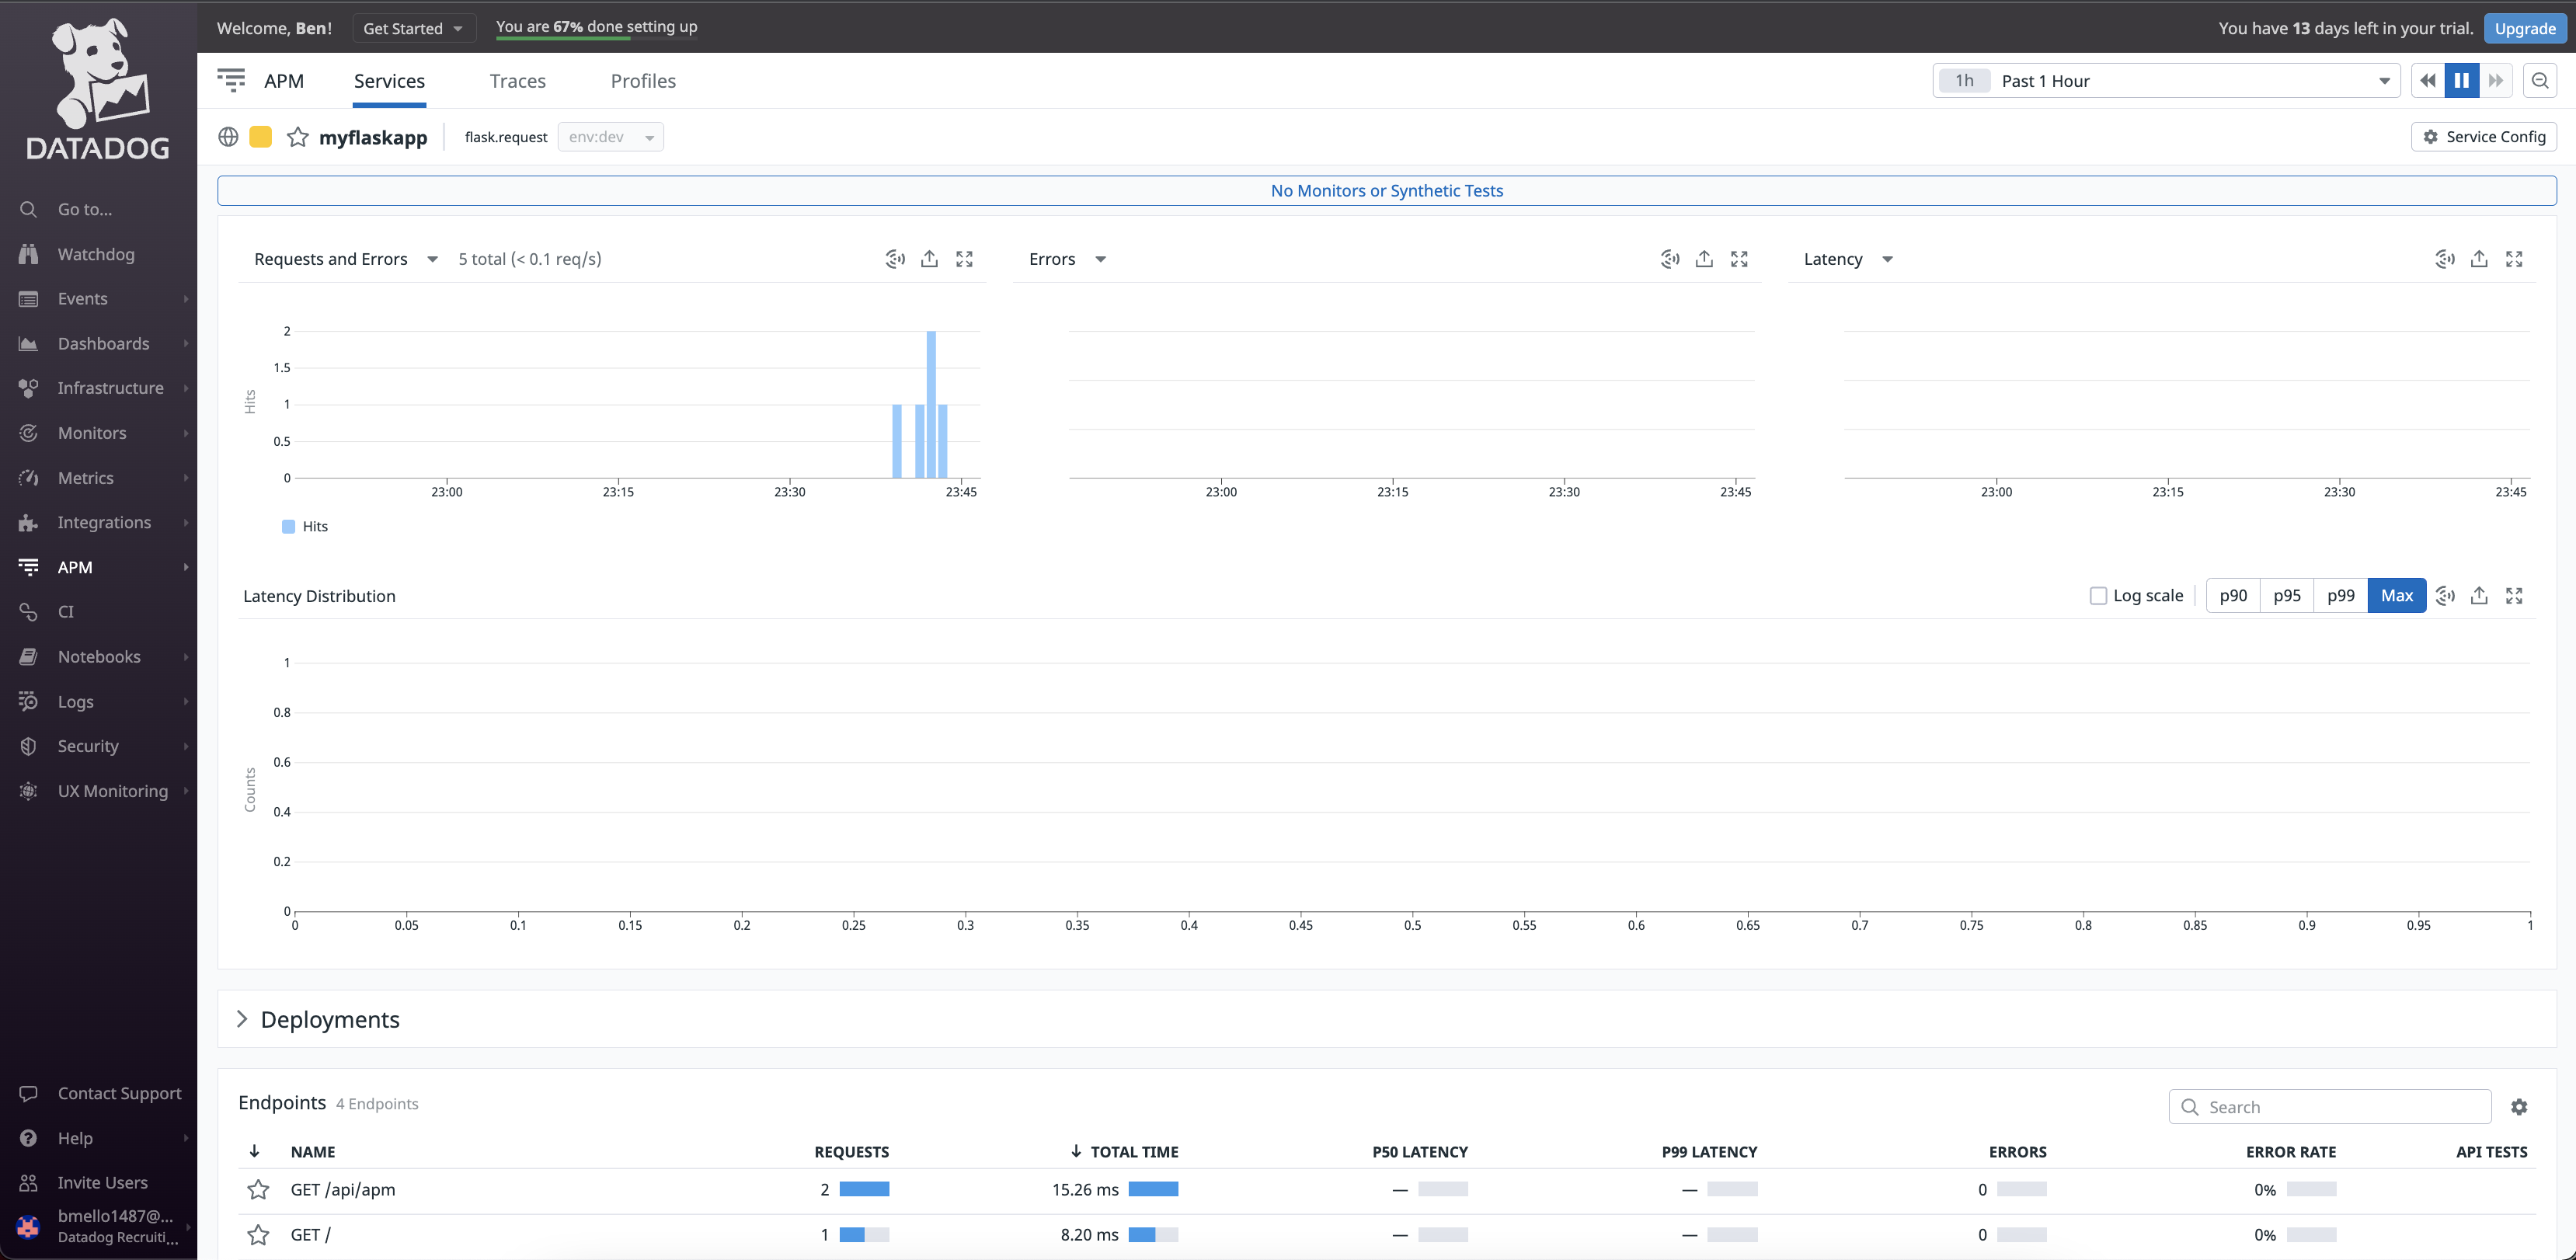 DATADOG
Go to...
Watchdog
Events
Dashboards
Infrastructure
Monitors
Metrics
Integrations
APM
CI
Notebooks
Logs
Security
UX Monitoring
Contact Support
Help
Invite Users
bmello1487@...
Datadog Recruiti...
Welcome, Ben! Get Started You are 67% done setting up You have 13 days left in your trial. Upgrade
APM Services Traces Profiles 1h Past 1 Hour
myflaskapp flask.request env:dev Service Config
No Monitors or Synthetic Tests
Requests and Errors 5 total (< 0.1 req/s)
Hits
2
1.5
1
0.5
0
23:00 23:15 23:30 23:45
Hits
Errors
23:00 23:15 23:30 23:45
Latency
23:00 23:15 23:30 23:45
Latency Distribution Log scale p90 p95 p99 Max
Counts
1
0.8
0.6
0.4
0.2
0
0 0.05 0.1 0.15 0.2 0.25 0.3 0.35 0.4 0.45 0.5 0.55 0.6 0.65 0.7 0.75 0.8 0.85 0.9 0.95 1
Deployments
Endpoints 4 Endpoints Search
NAME REQUESTS TOTAL TIME P50 LATENCY P99 LATENCY ERRORS ERROR RATE API TESTS
GET /api/apm 2 15.26 ms — — 0 0%
GET / 1 8.20 ms — — 0 0%